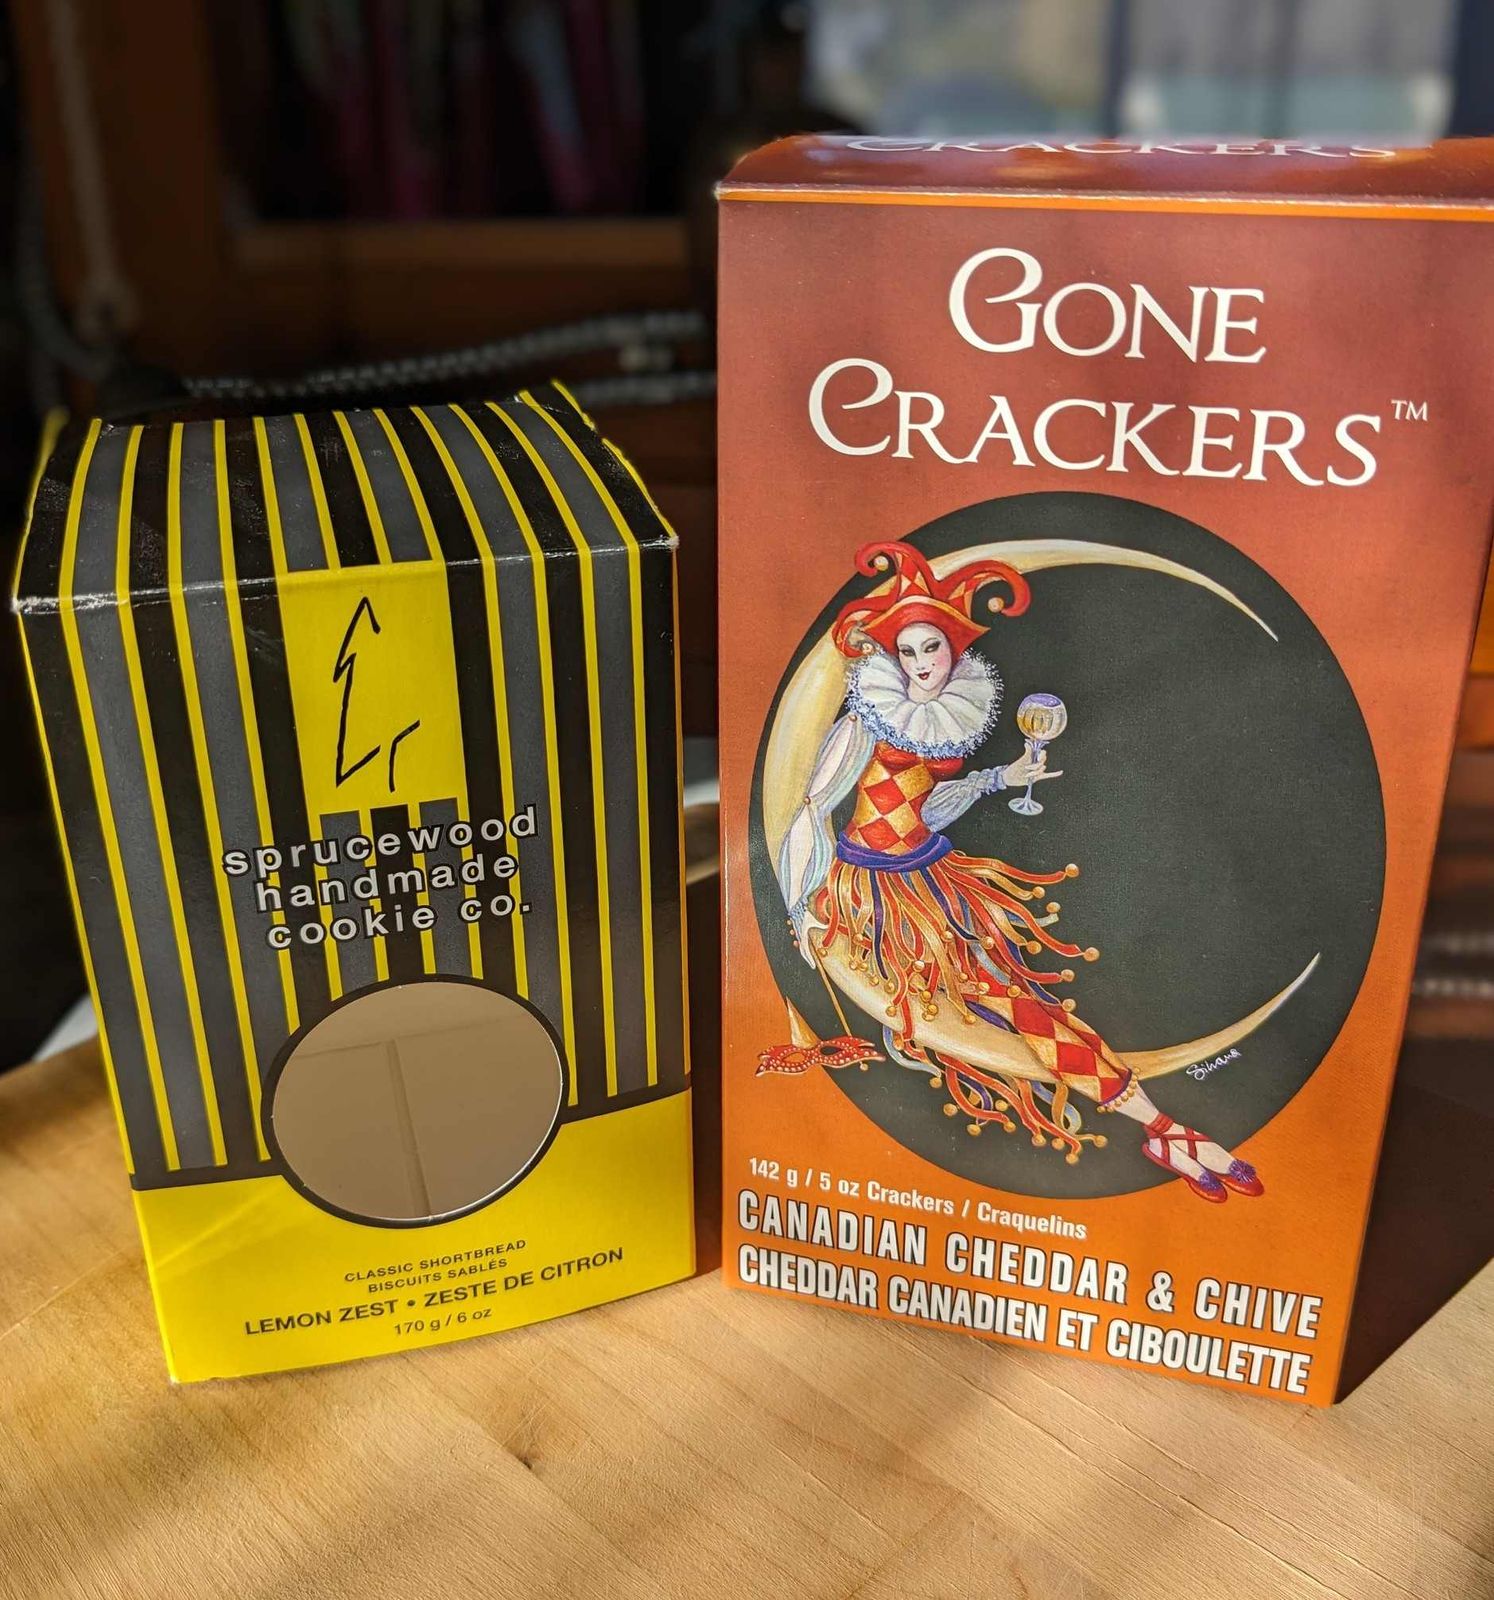 sprucewood
handmade
cookie co.
CLASSIC SHORTBREAD
BISCUITS SABLÉS
LEMON ZEST • ZESTE DE CITRON
170 g / 6 oz
CRACKERS
GONE
CRACKERS™
Silvana
142 g / 5 oz Crackers / Craquelins
CANADIAN CHEDDAR & CHIVE
CHEDDAR CANADIEN ET CIBOULETTE